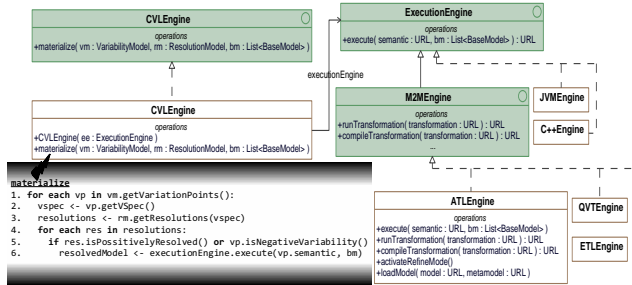 CVLEngine
operations
+materialize( vm : VariabilityModel, rm : ResolutionModel, bm : List<BaseModel> )
ExecutionEngine
operations
+execute( semantic : URL, bm : List<BaseModel> ) : URL
executionEngine
CVLEngine
operations
+CVLEngine( ee : ExecutionEngine )
+materialize( vm : VariabilityModel, rm : ResolutionModel, bm : List<BaseModel> )
M2MEngine
operations
+runTransformation( transformation : URL ) : URL
+compileTransformation( transformation : URL ) : URL
...
JVMEngine
C++Engine
materialize
1. for each vp in vm.getVariationPoints():
2. vspec <- vp.getVSpec()
3. resolutions <- rm.getResolutions(vspec)
4. for each res in resolutions:
5. if res.isPossitivelyResolved() or vp.isNegativeVariability()
6. resolvedModel <- executionEngine.execute(vp.semantic, bm)
ATLEngine
operations
+execute( semantic : URL, bm : List<BaseModel> )
+runTransformation( transformation : URL )
+compileTransformation( transformation : URL )
+activateRefineMode()
+loadModel( model : URL, metamodel : URL )
QVTEngine
ETLEngine